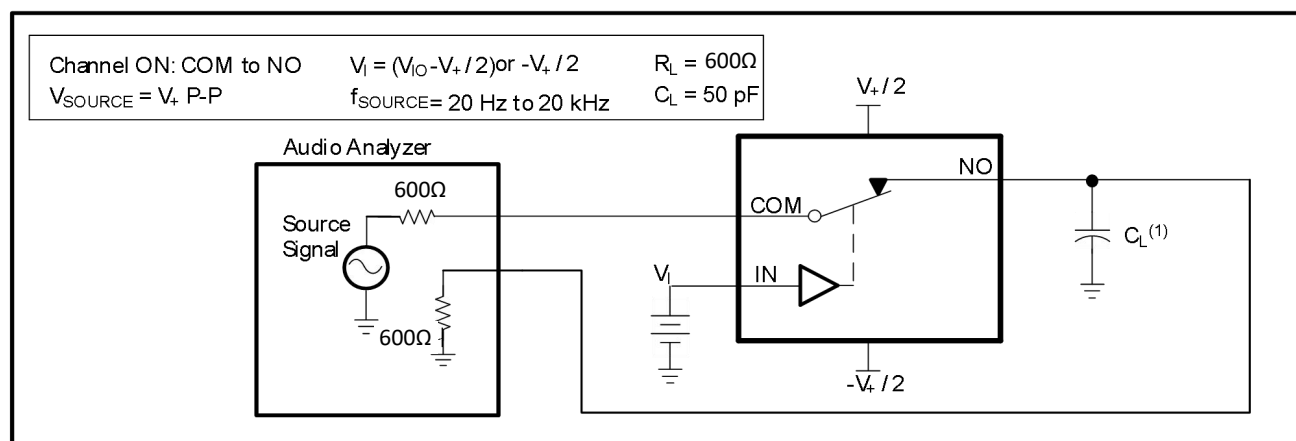 Channel ON: COM to NO V_I = (V_IO - V_+ / 2) or -V_+ / 2 R_L = 600Ω
V_SOURCE = V_+ P-P f_SOURCE = 20 Hz to 20 kHz C_L = 50 pF
V_+ / 2
Audio Analyzer
600Ω
NO
COM
Source
Signal
C_L(1)
V_I
IN
600Ω
-V_+ / 2